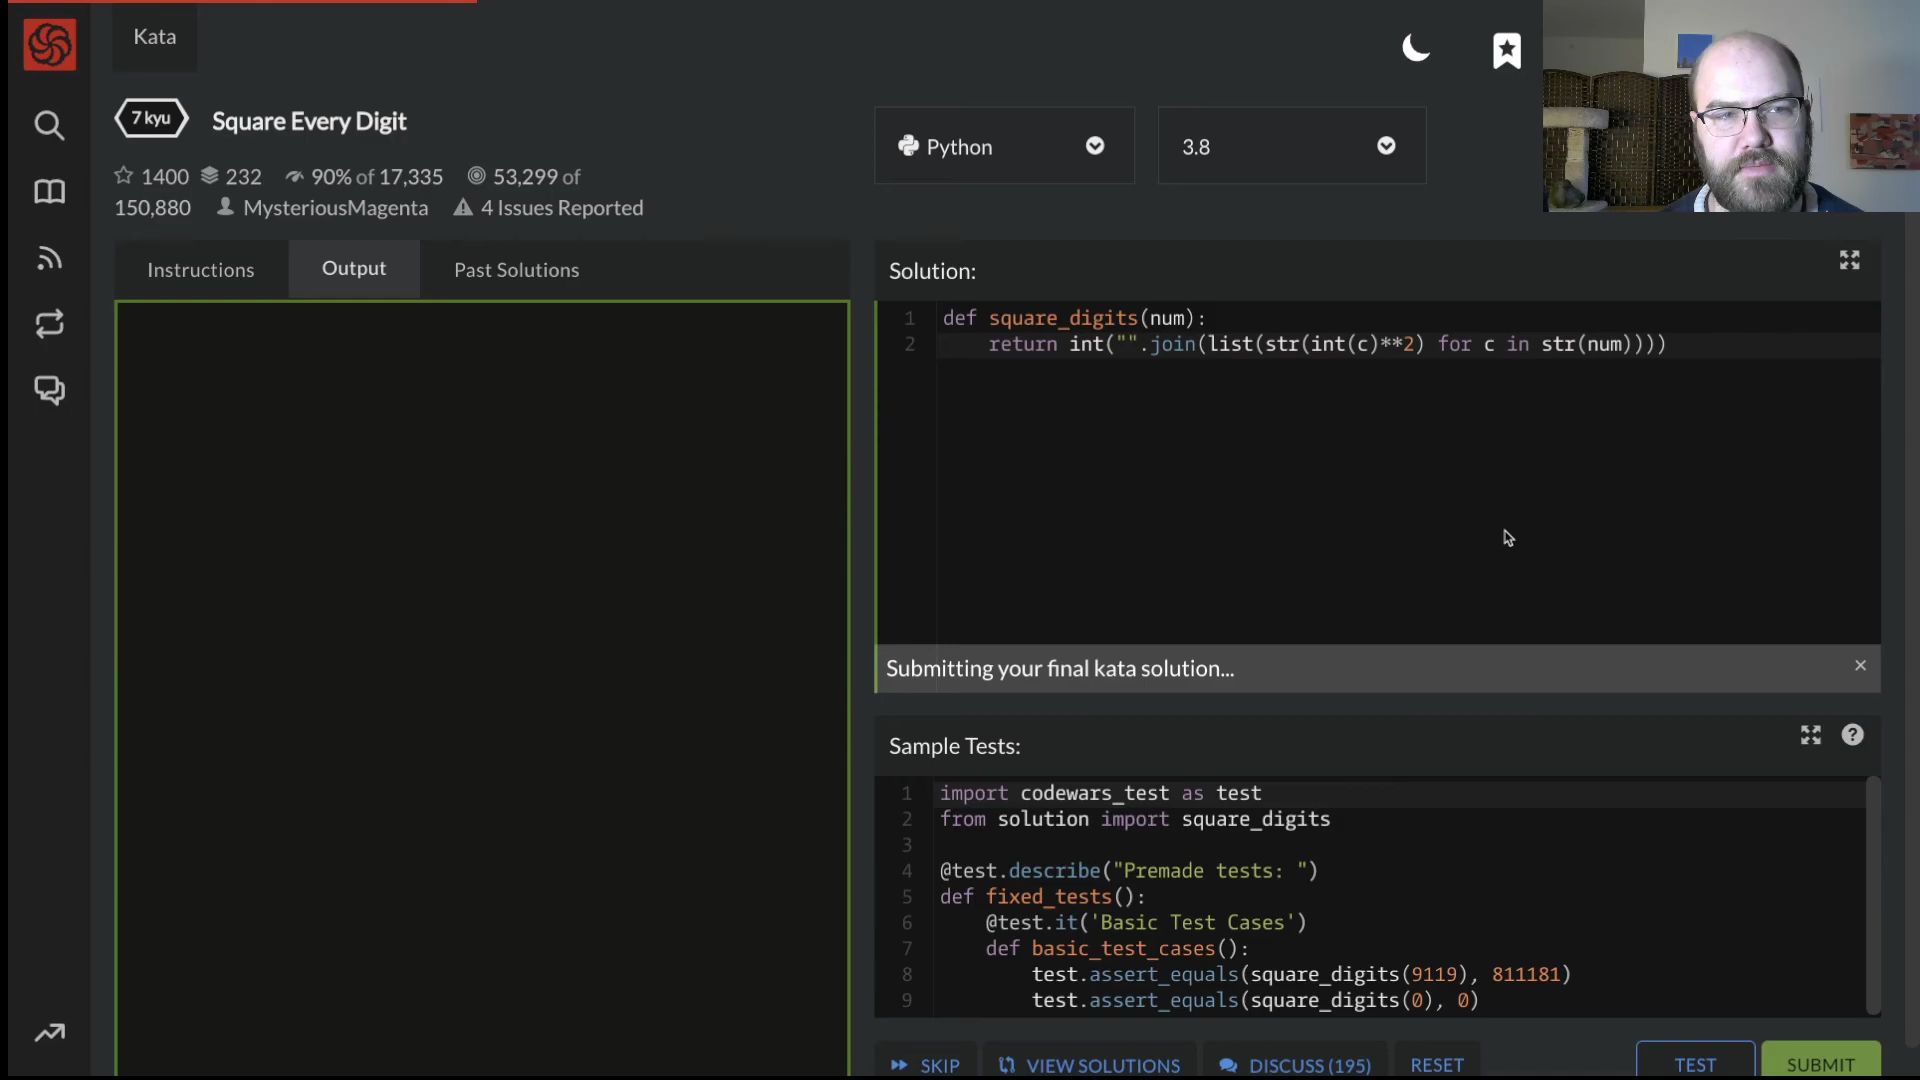 Kata
7 kyu
Square Every Digit
1400 232 90% of 17,335 53,299 of
150,880 MysteriousMagenta 4 Issues Reported
Python
3.8
Instructions
Output
Past Solutions
Solution:
1 def square_digits(num):
2 return int("".join(list(str(int(c)**2) for c in str(num))))
Submitting your final kata solution...
Sample Tests:
1 import codewars_test as test
2 from solution import square_digits
3
4 @test.describe("Premade tests: ")
5 def fixed_tests():
6 @test.it('Basic Test Cases')
7 def basic_test_cases():
8 test.assert_equals(square_digits(9119), 811181)
9 test.assert_equals(square_digits(0), 0)
SKIP
VIEW SOLUTIONS
DISCUSS (195)
RESET
TEST
SUBMIT